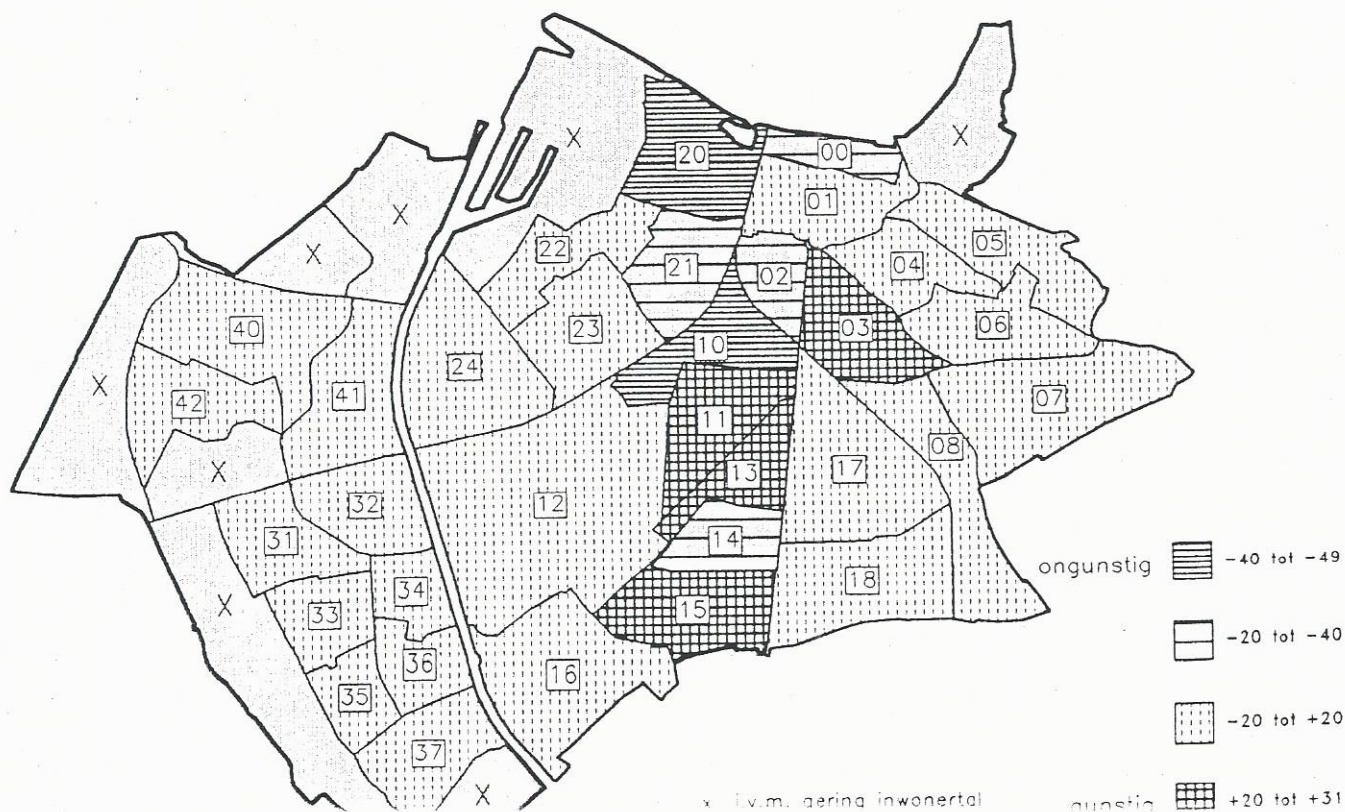 X
20
00
X
01
22
05
X
21
02
04
X
23
03
06
40
10
24
X
42
41
07
11
08
X
13
17
32
12
31
14
ongunstig -40 tot -49
34
18
X
33
15
-20 tot -40
36
16
35
-20 tot +20
37
X
x i.v.m. gering inwonertal
gunstig +20 tot +31